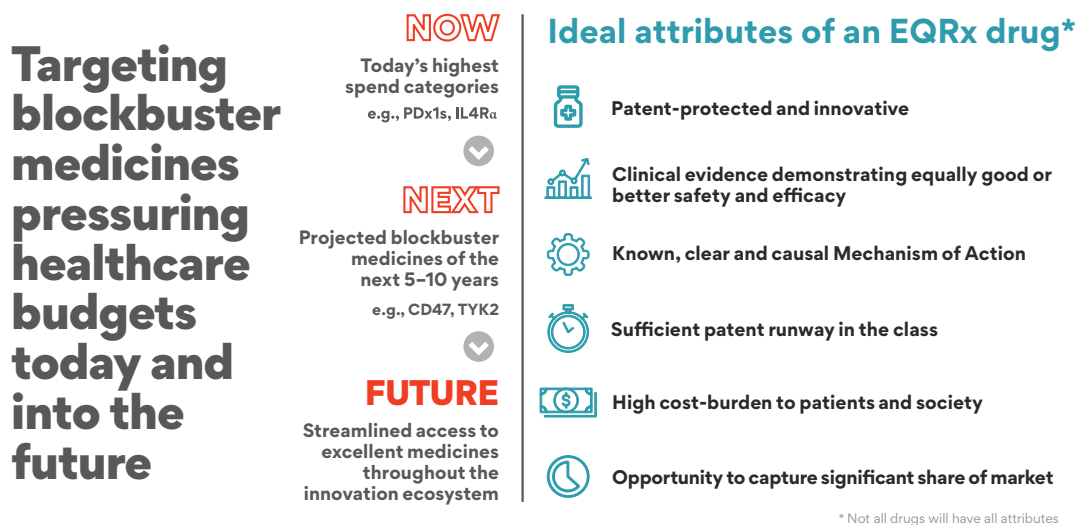 Targeting
blockbuster
medicines
pressuring
healthcare
budgets
today and
into the
future
NOW
Today's highest
spend categories
e.g., PDx1s, IL4Rα
NEXT
Projected blockbuster
medicines of the
next 5–10 years
e.g., CD47, TYK2
FUTURE
Streamlined access to
excellent medicines
throughout the
innovation ecosystem
Ideal attributes of an EQRx drug*
Patent-protected and innovative
Clinical evidence demonstrating equally good or
better safety and efficacy
Known, clear and causal Mechanism of Action
Sufficient patent runway in the class
$
High cost-burden to patients and society
Opportunity to capture significant share of market
* Not all drugs will have all attributes